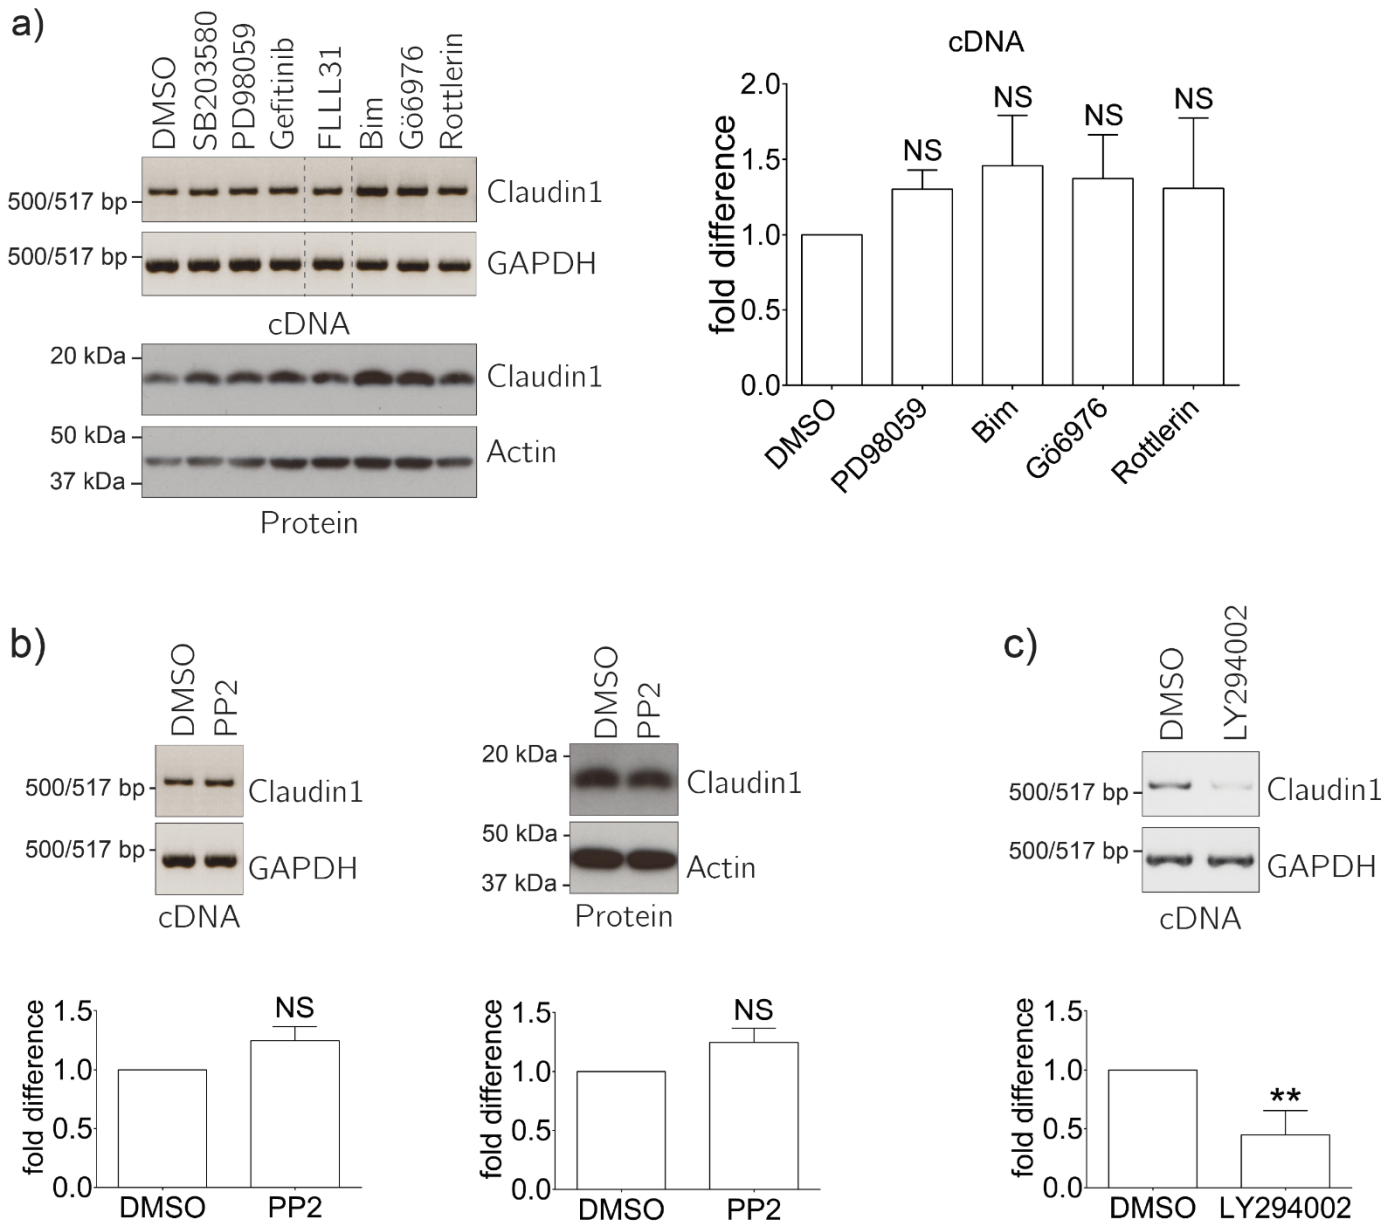 a)
DMSO
SB203580
PD98059
Gefitinib
FLLL31
Bim
Gö6976
Rottlerin
500/517 bp
Claudin1
500/517 bp
GAPDH
cDNA
20 kDa
Claudin1
50 kDa
Actin
37 kDa
Protein
cDNA
fold difference
2.0
1.5
1.0
0.5
0.0
NS
NS
NS
NS
DMSO
PD98059
Bim
Gö6976
Rottlerin
b)
DMSO
PP2
500/517 bp
Claudin1
500/517 bp
GAPDH
cDNA
fold difference
1.5
1.0
0.5
0.0
NS
DMSO
PP2
DMSO
PP2
20 kDa
Claudin1
50 kDa
Actin
37 kDa
Protein
fold difference
1.5
1.0
0.5
0.0
NS
DMSO
PP2
c)
DMSO
LY294002
500/517 bp
Claudin1
500/517 bp
GAPDH
cDNA
fold difference
1.5
1.0
0.5
0.0
**
DMSO
LY294002